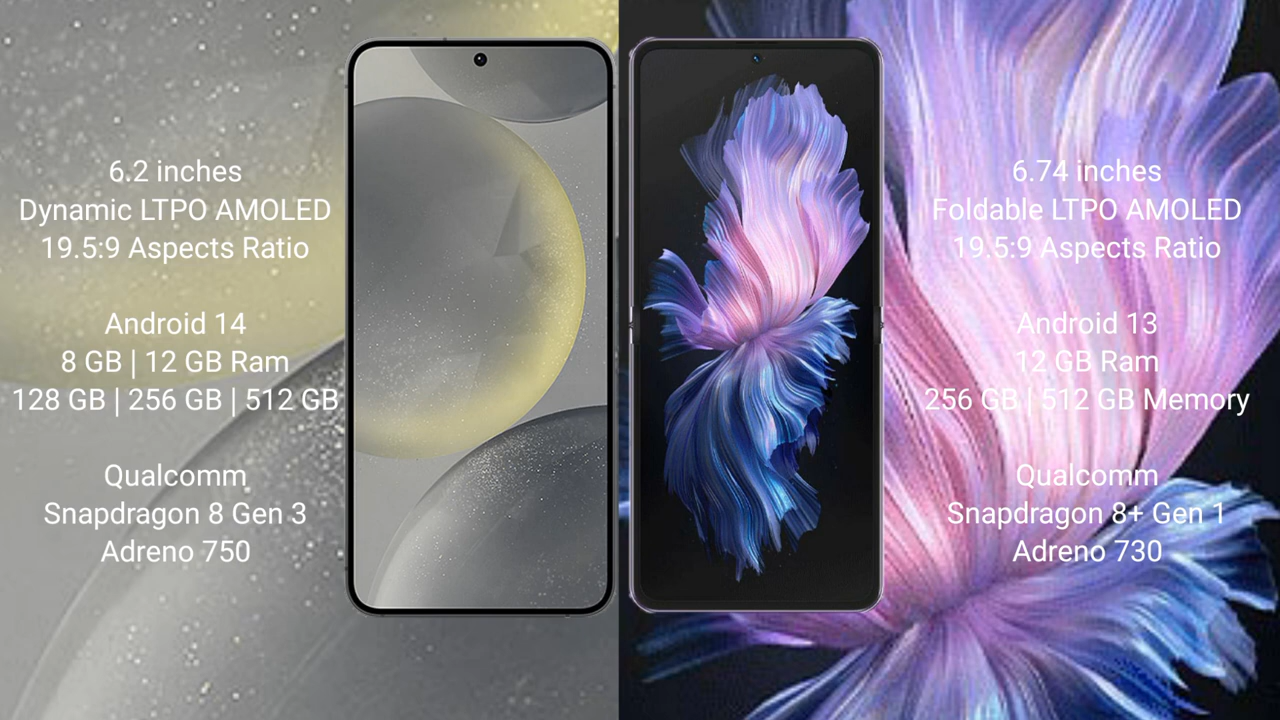 6.2 inches
Dynamic LTPO AMOLED
19.5:9 Aspects Ratio
Android 14
8 GB | 12 GB Ram
128 GB | 256 GB | 512 GB
Qualcomm
Snapdragon 8 Gen 3
Adreno 750
6.74 inches
Foldable LTPO AMOLED
19.5:9 Aspects Ratio
Android 13
12 GB Ram
256 GB | 512 GB Memory
Qualcomm
Snapdragon 8+ Gen 1
Adreno 730